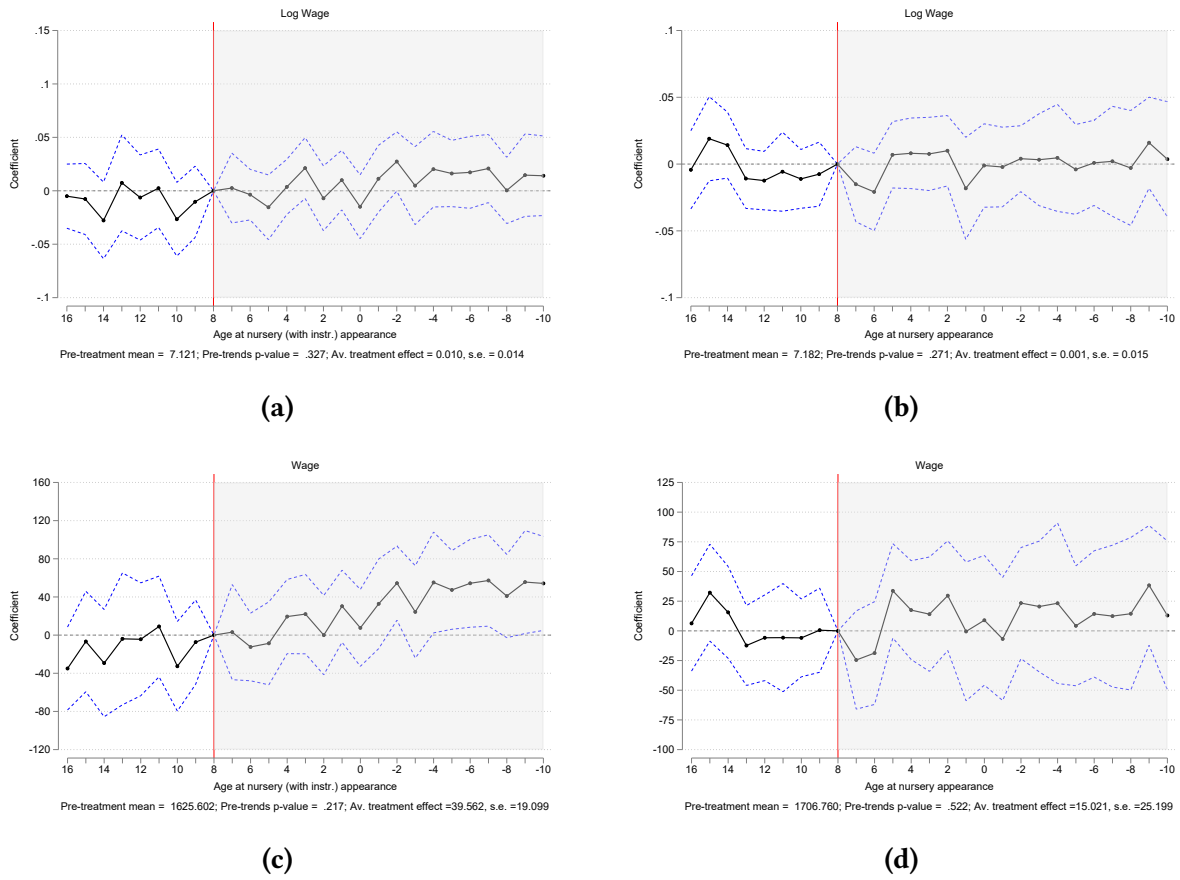 Log Wage
.15
.1
.05
0
-.05
-.1
Coefficient
16 14 12 10 8 6 4 2 0 -2 -4 -6 -8 -10
Age at nursery (with instr.) appearance
Pre-treatment mean = 7.121; Pre-trends p-value = .327; Av. treatment effect = 0.010, s.e. = 0.014
(a)
Log Wage
.1
.05
0
-.05
-.1
Coefficient
16 14 12 10 8 6 4 2 0 -2 -4 -6 -8 -10
Age at nursery appearance
Pre-treatment mean = 7.182; Pre-trends p-value = .271; Av. treatment effect = 0.001, s.e. = 0.015
(b)
Wage
160
120
80
40
0
-40
-80
-120
Coefficient
16 14 12 10 8 6 4 2 0 -2 -4 -6 -8 -10
Age at nursery (with instr.) appearance
Pre-treatment mean = 1625.602; Pre-trends p-value = .217; Av. treatment effect =39.562, s.e. =19.099
(c)
Wage
125
100
75
50
25
0
-25
-50
-75
-100
Coefficient
16 14 12 10 8 6 4 2 0 -2 -4 -6 -8 -10
Age at nursery appearance
Pre-treatment mean = 1706.760; Pre-trends p-value = .522; Av. treatment effect =15.021, s.e. =25.199
(d)